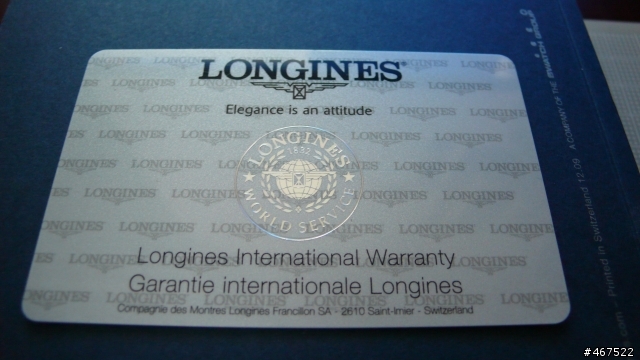 LONGINES
Elegance is an attitude
LONGINES
1832
WORLD SERVICE
Longines International Warranty
Garantie internationale Longines
Compagnie des Montres Longines Francillon SA - 2610 Saint-Imier - Switzerland
.com - Printed in Switzerland 12.09 A COMPANY OF THE SWATCH GROUP
#467522